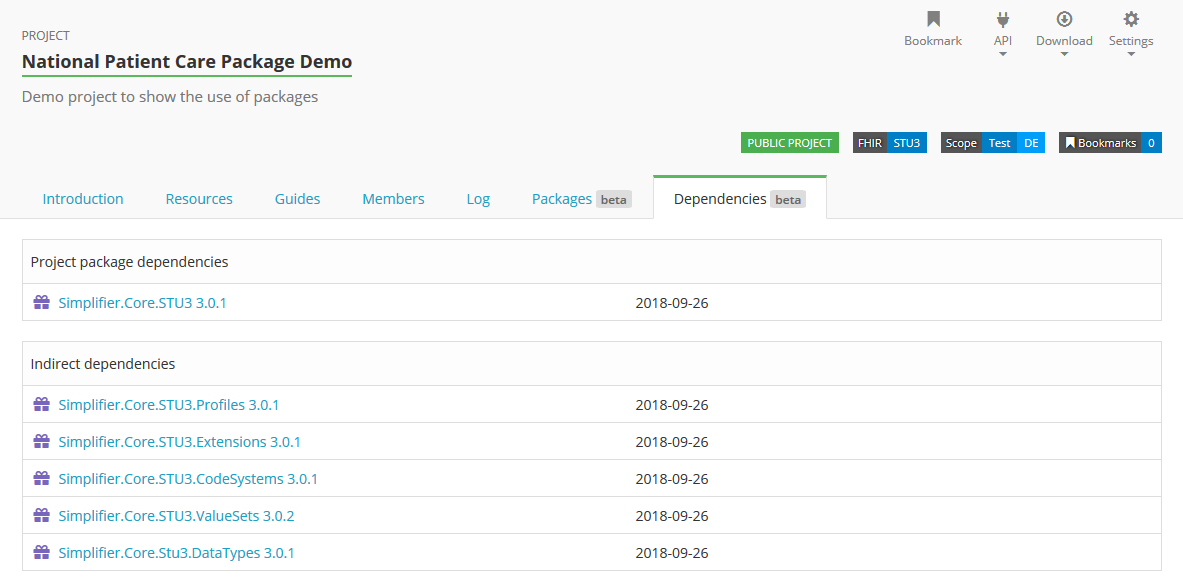 PROJECT
National Patient Care Package Demo
Demo project to show the use of packages
Bookmark API Download Settings
PUBLIC PROJECT FHIR STU3 Scope Test DE Bookmarks 0
Introduction Resources Guides Members Log Packages beta Dependencies beta
Project package dependencies
Simplifier.Core.STU3 3.0.1 2018-09-26
Indirect dependencies
Simplifier.Core.STU3.Profiles 3.0.1 2018-09-26
Simplifier.Core.STU3.Extensions 3.0.1 2018-09-26
Simplifier.Core.STU3.CodeSystems 3.0.1 2018-09-26
Simplifier.Core.STU3.ValueSets 3.0.2 2018-09-26
Simplifier.Core.Stu3.DataTypes 3.0.1 2018-09-26